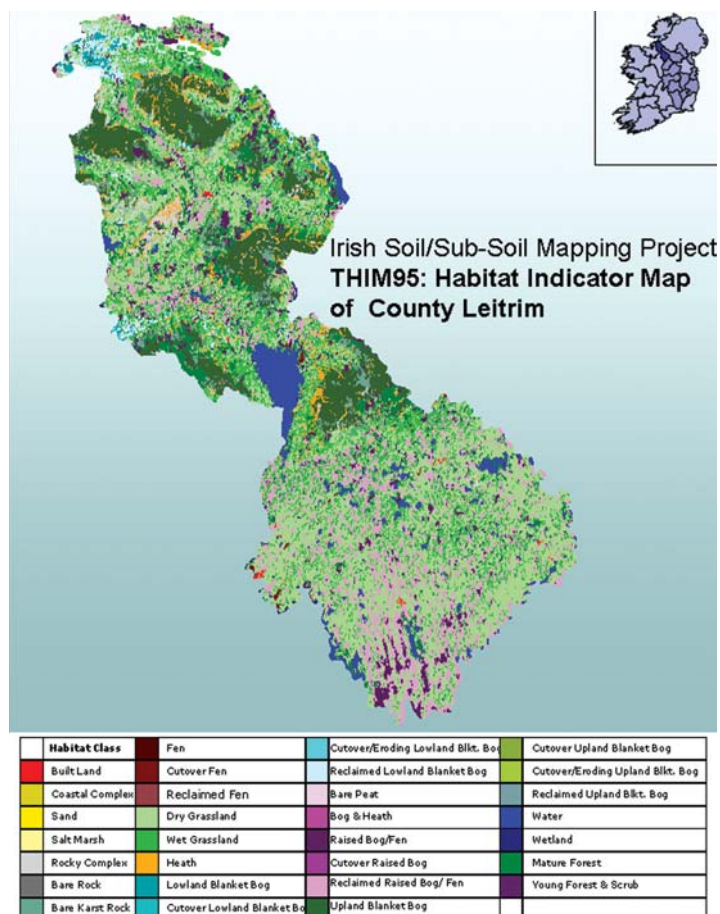 Irish Soil/Sub-Soil Mapping Project
THIM95: Habitat Indicator Map
of County Leitrim
Habitat Class
Built Land
Coastal Complex
Sand
Salt Marsh
Rocky Complex
Bare Rock
Bare Karst Rock
Fen
Cutover Fen
Reclaimed Fen
Dry Grassland
Wet Grassland
Heath
Lowland Blanket Bog
Cutover Lowland Blanket Bo
Cutover/Eroding Lowland Blkt. Bo
Reclaimed Lowland Blanket Bog
Bare Peat
Bog & Heath
Raised Bog/Fen
Cutover Raised Bog
Reclaimed Raised Bog/ Fen
Upland Blanket Bog
Cutover Upland Blanket Bog
Cutover/Eroding Upland Blkt. Bog
Reclaimed Upland Blkt. Bog
Water
Wetland
Mature Forest
Young Forest & Scrub